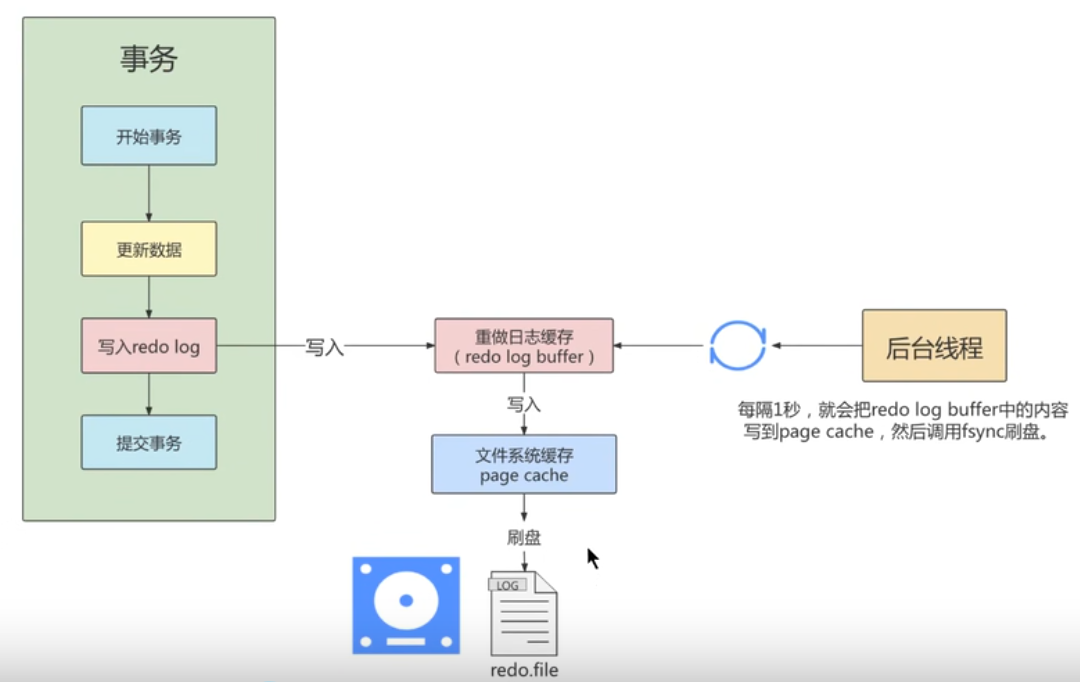 事务
开始事务
更新数据
写入redo log
提交事务
写入
重做日志缓存
（redo log buffer）
写入
文件系统缓存
page cache
刷盘
LOG
redo.file
后台线程
每隔1秒，就会把redo log buffer中的内容
写到page cache，然后调用fsync刷盘。